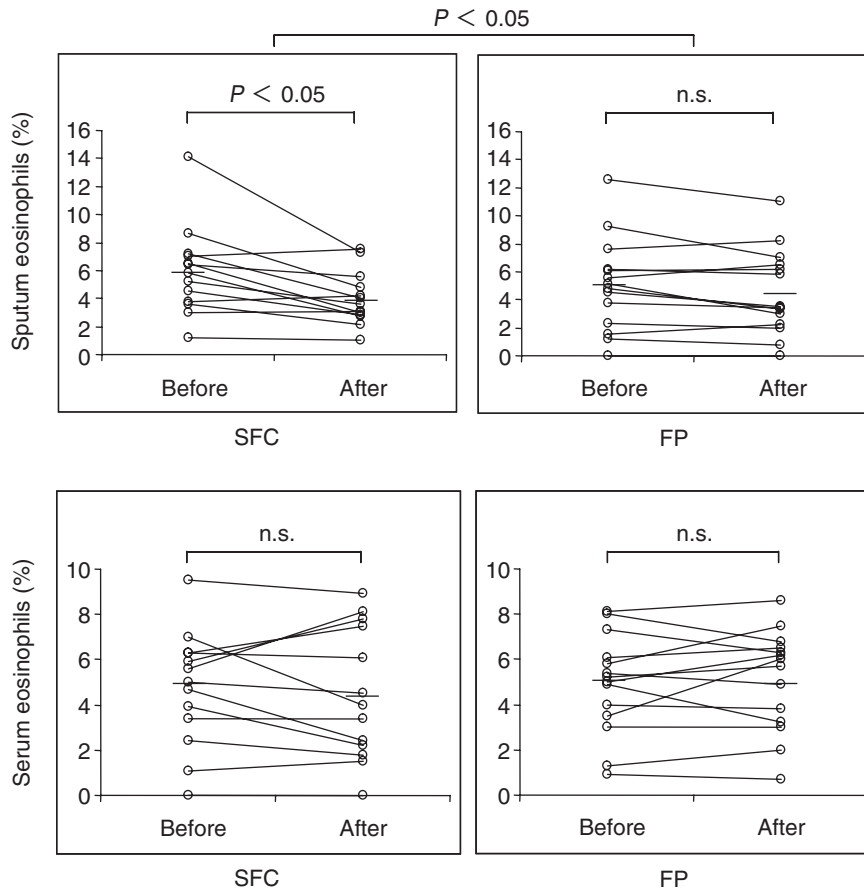 P < 0.05
P < 0.05
n.s.
Sputum eosinophils (%)
16
14
12
10
8
6
4
2
0
Before After
SFC
16
14
12
10
8
6
4
2
0
Before After
FP
n.s.
n.s.
Serum eosinophils (%)
10
8
6
4
2
0
Before After
SFC
10
8
6
4
2
0
Before After
FP